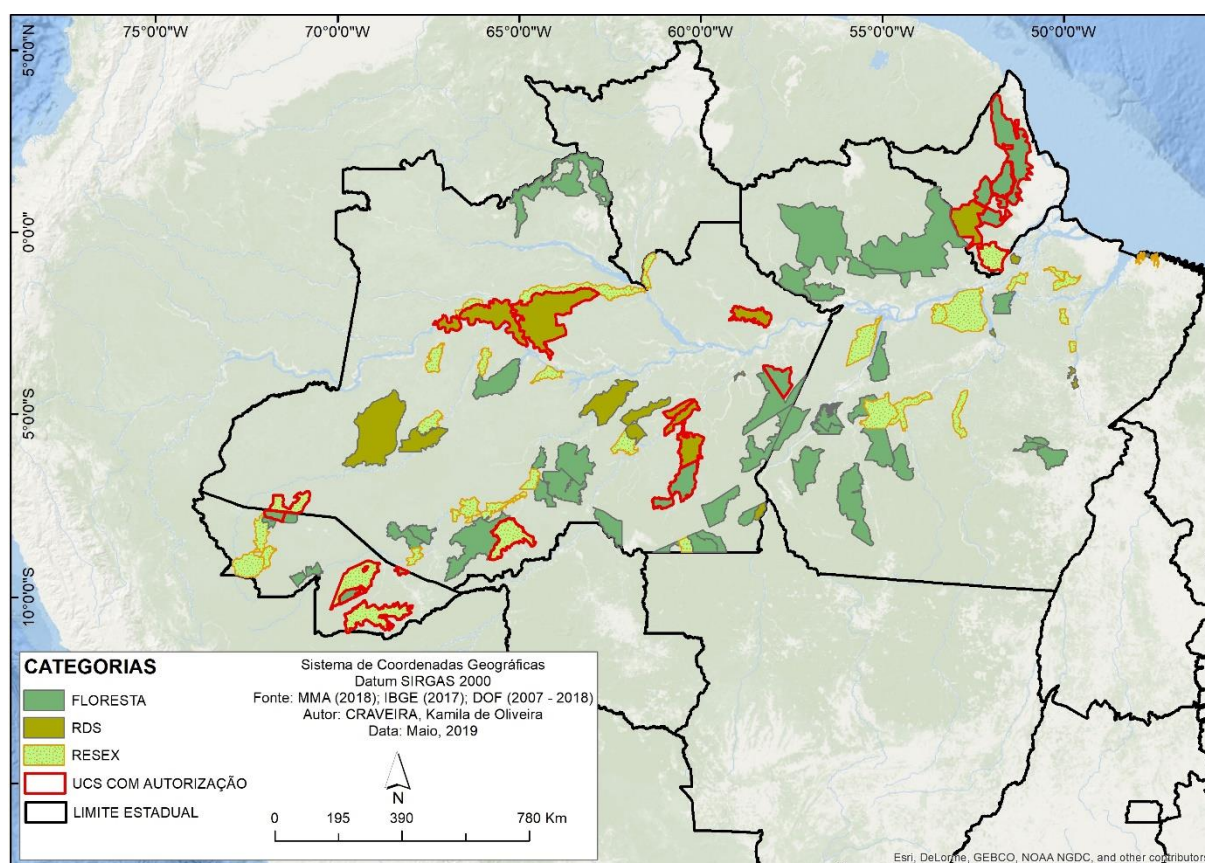 75°0'0"W 70°0'0"W 65°0'0"W 60°0'0"W 55°0'0"W 50°0'0"W
5°0'0"N
0°0'0"
5°0'0"S
10°0'0"S
CATEGORIAS
FLORESTA
RDS
RESEX
UCS COM AUTORIZAÇÃO
LIMITE ESTADUAL
Sistema de Coordenadas Geográficas
Datum SIRGAS 2000
Fonte: MMA (2018); IBGE (2017); DOF (2007 - 2018)
Autor: CRAVEIRA, Kamila de Oliveira
Data: Maio, 2019
N
0 195 390 780 Km
Esri, DeLorme, GEBCO, NOAA NGDC, and other contributors